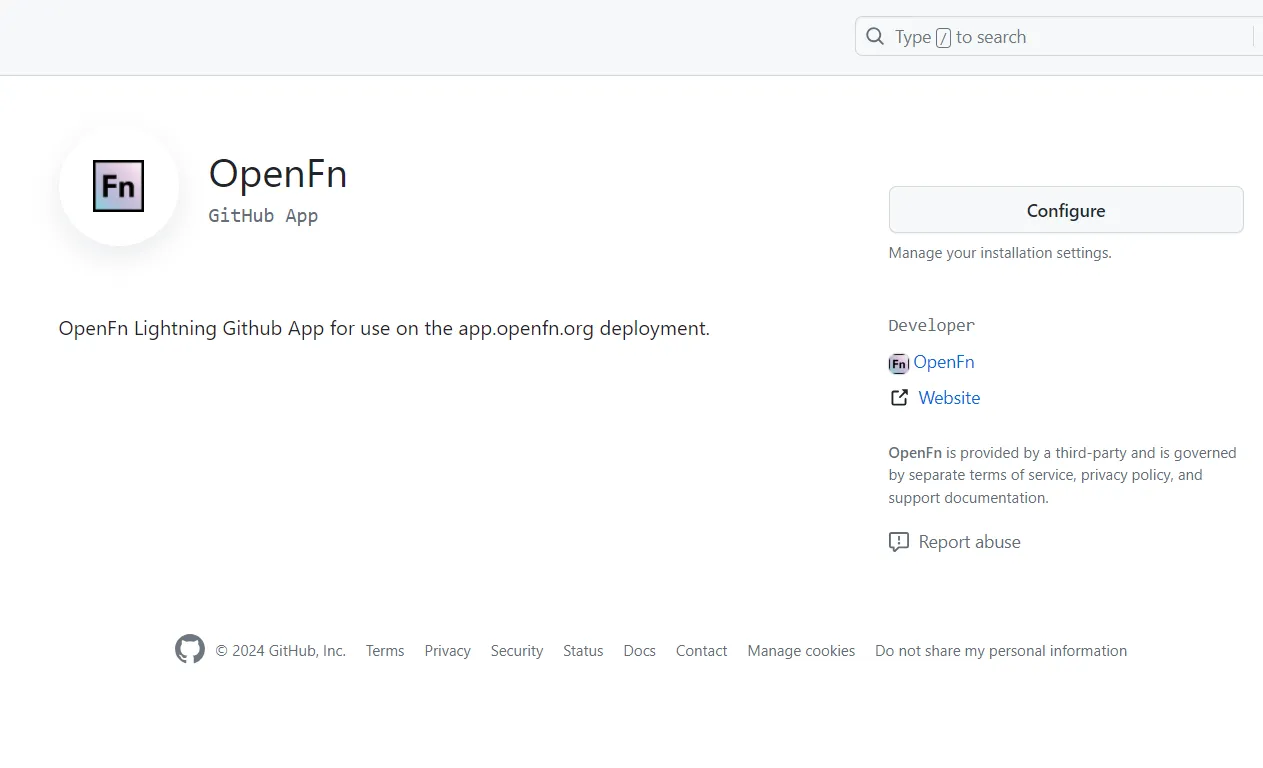 Type / to search
Fn
OpenFn
GitHub App
Configure
Manage your installation settings.
OpenFn Lightning Github App for use on the app.openfn.org deployment.
Developer
Fn OpenFn
Website
OpenFn is provided by a third-party and is governed
by separate terms of service, privacy policy, and
support documentation.
Report abuse
© 2024 GitHub, Inc. Terms Privacy Security Status Docs Contact Manage cookies Do not share my personal information